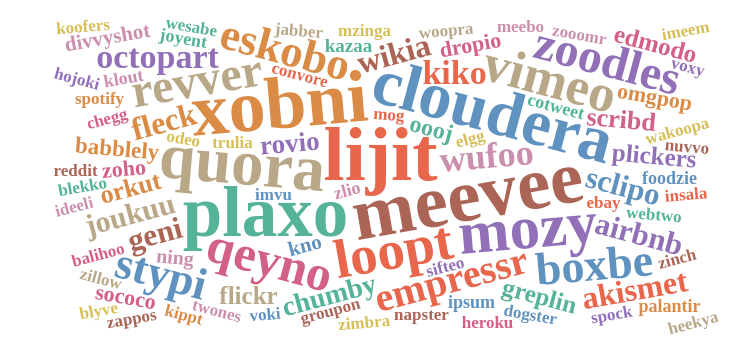 koofers
wesabe
jabber
mzinga
woopra
meebo
zooomr
edmodo
imeem
divvyshot
joyent
eskobo
kazaa
wikia
dropio
zoodles
voxy
octopart
hojoki
klout
revver
convore
kiko
vimeo
omgpop
spotify
xobni
cloudera
cotweet
scribd
chegg
fleck
mog
oooj
elgg
wakoopa
babblely
odeo
trulia
rovio
lijit
wufoo
plickers
nuvvo
reddit
zoho
quora
meevee
sclipo
foodzie
blekko
orkut
imvu
zlio
ebay
insala
ideeli
joukuu
plaxo
webtwo
geni
mozy
airbnb
balihoo
ning
qeyno
kno
loopt
sifteo
empressr
boxbe
zinch
zillow
stypi
sococo
flickr
chumby
ipsum
greplin
akismet
palantir
blyve
zappos
kippt
twones
voki
groupon
zimbra
napster
heroku
dogster
spock
heekya